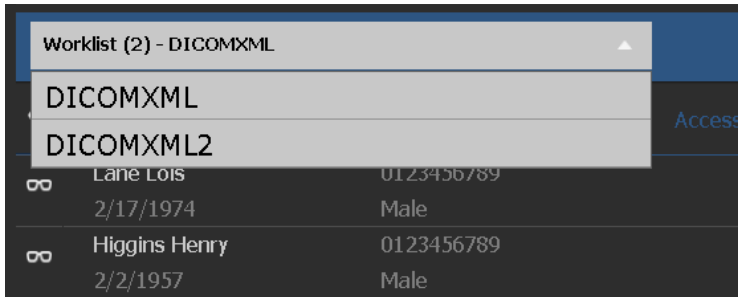 Worklist (2) - DICOMXML
DICOMXML
DICOMXML2
Access
Lane Lois 0123456789
2/17/1974 Male
Higgins Henry 0123456789
2/2/1957 Male